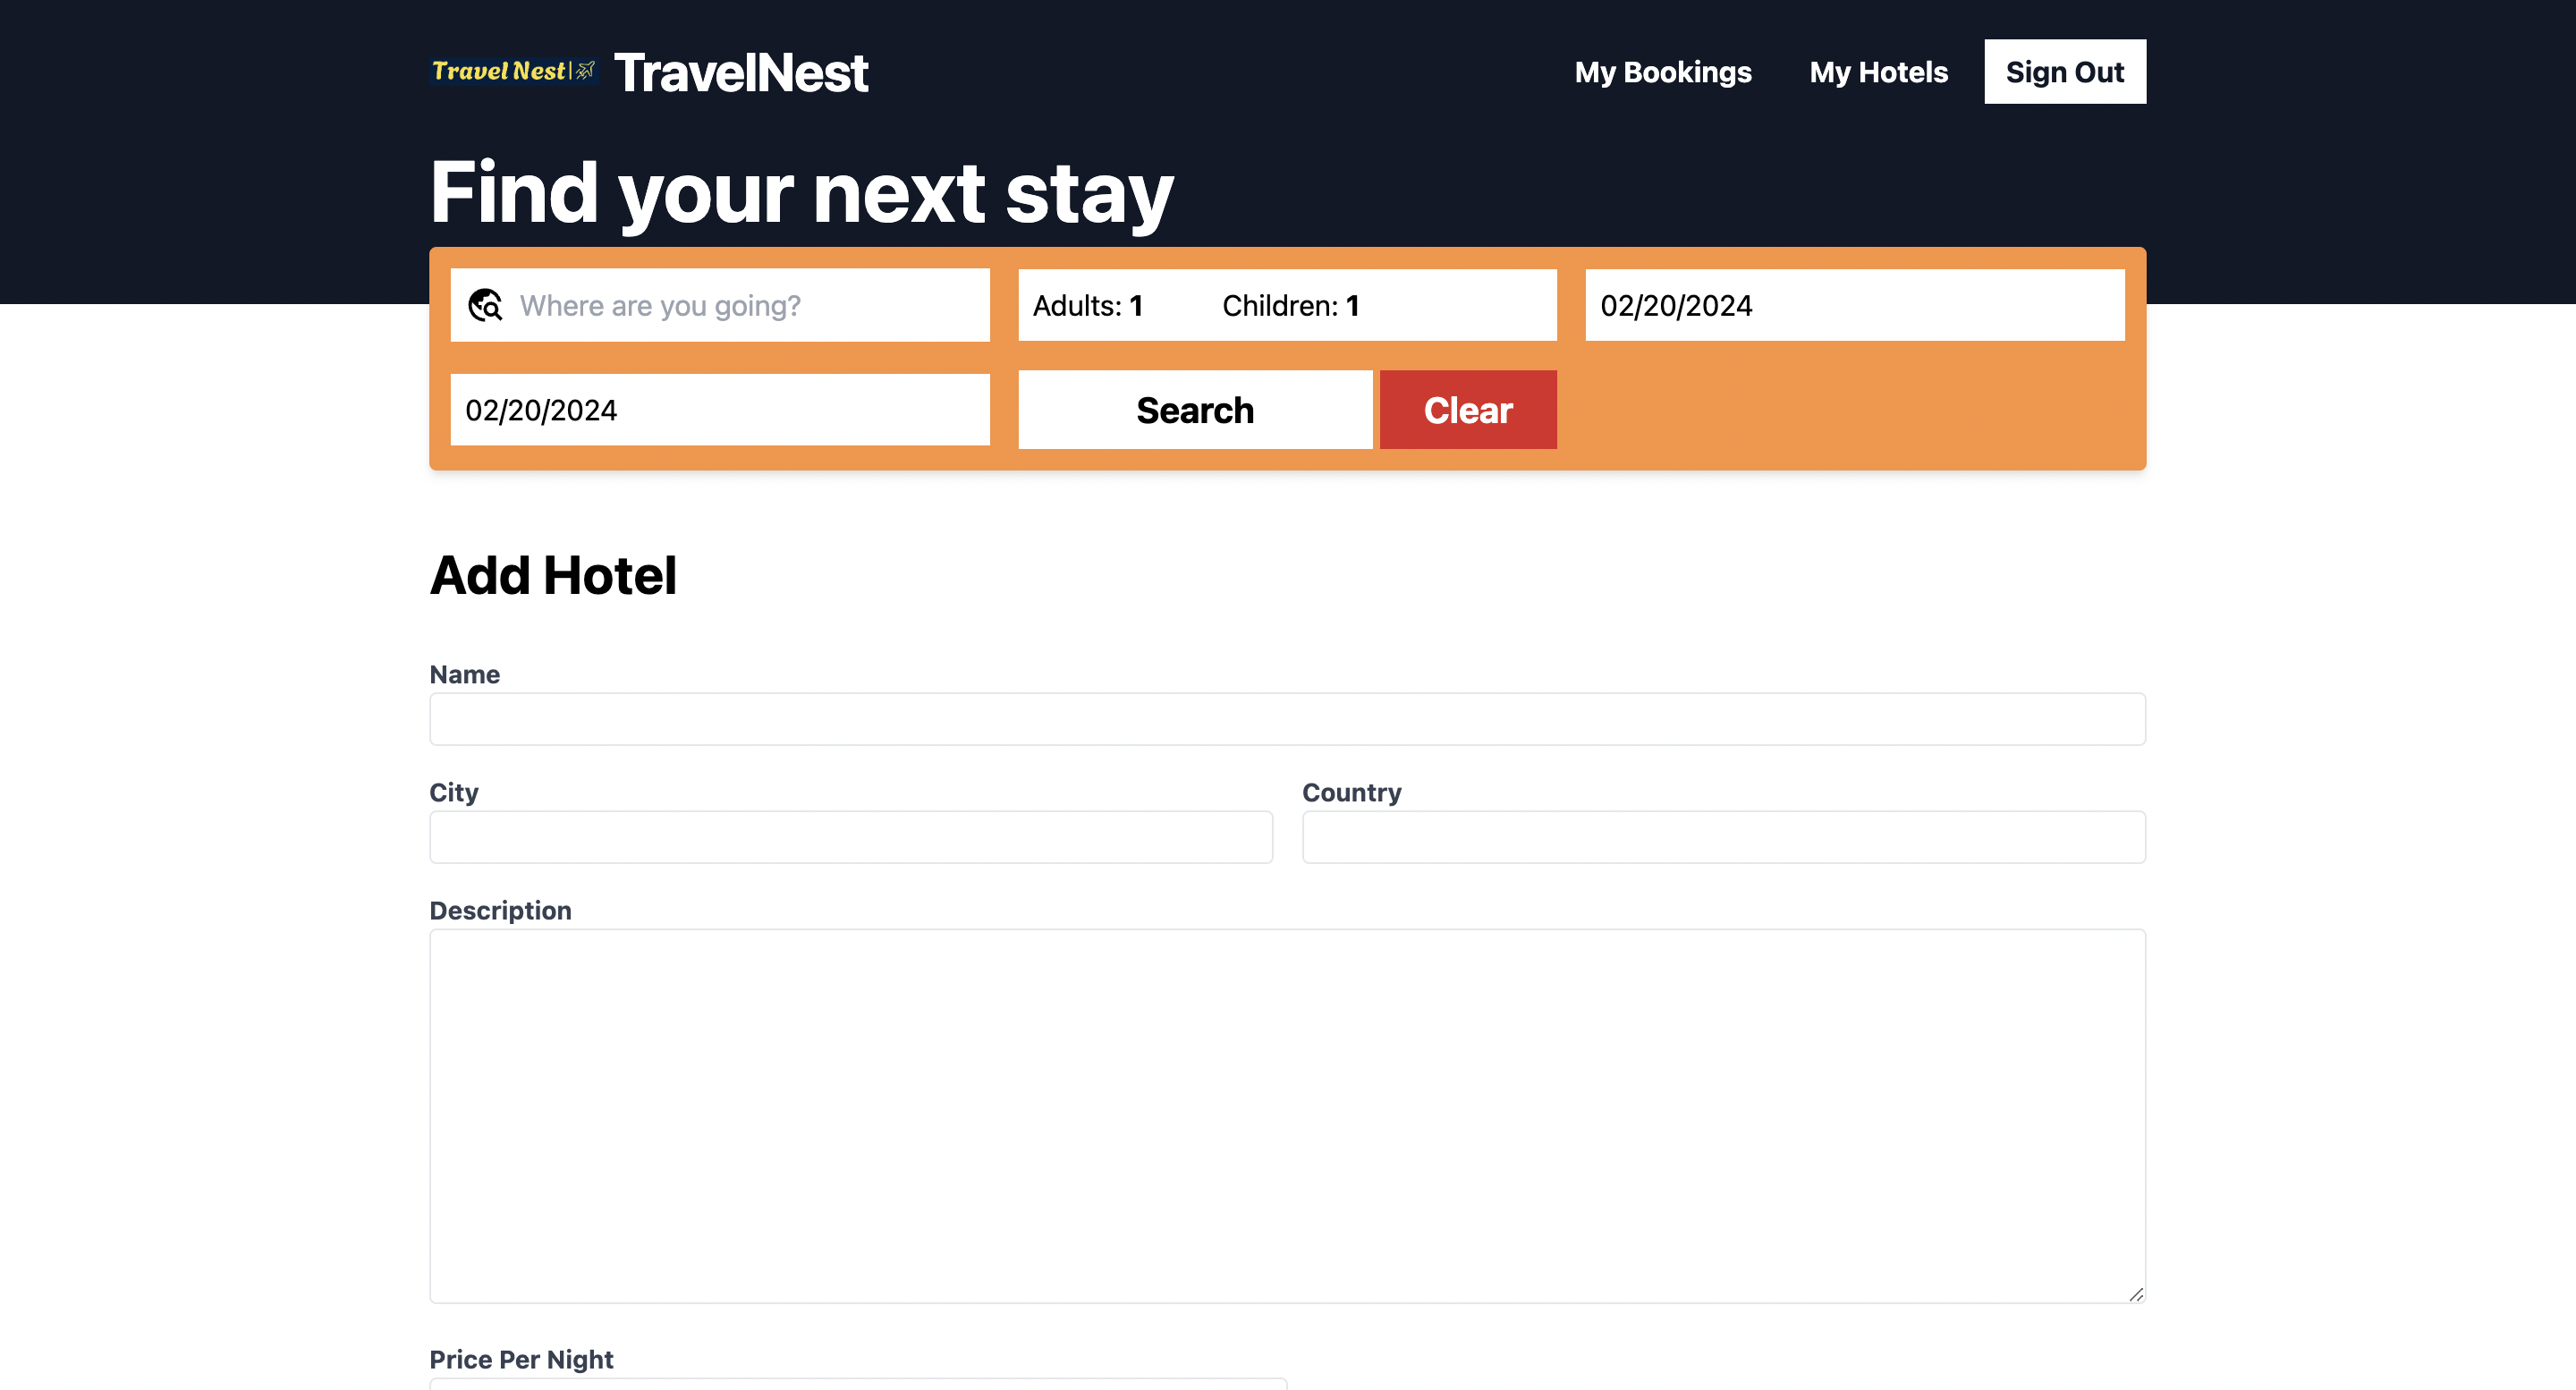 Travel Nest| TravelNest My Bookings My Hotels Sign Out
Find your next stay
Where are you going? Adults: 1 Children: 1 02/20/2024
02/20/2024 Search Clear
Add Hotel
Name
City Country
Description
Price Per Night